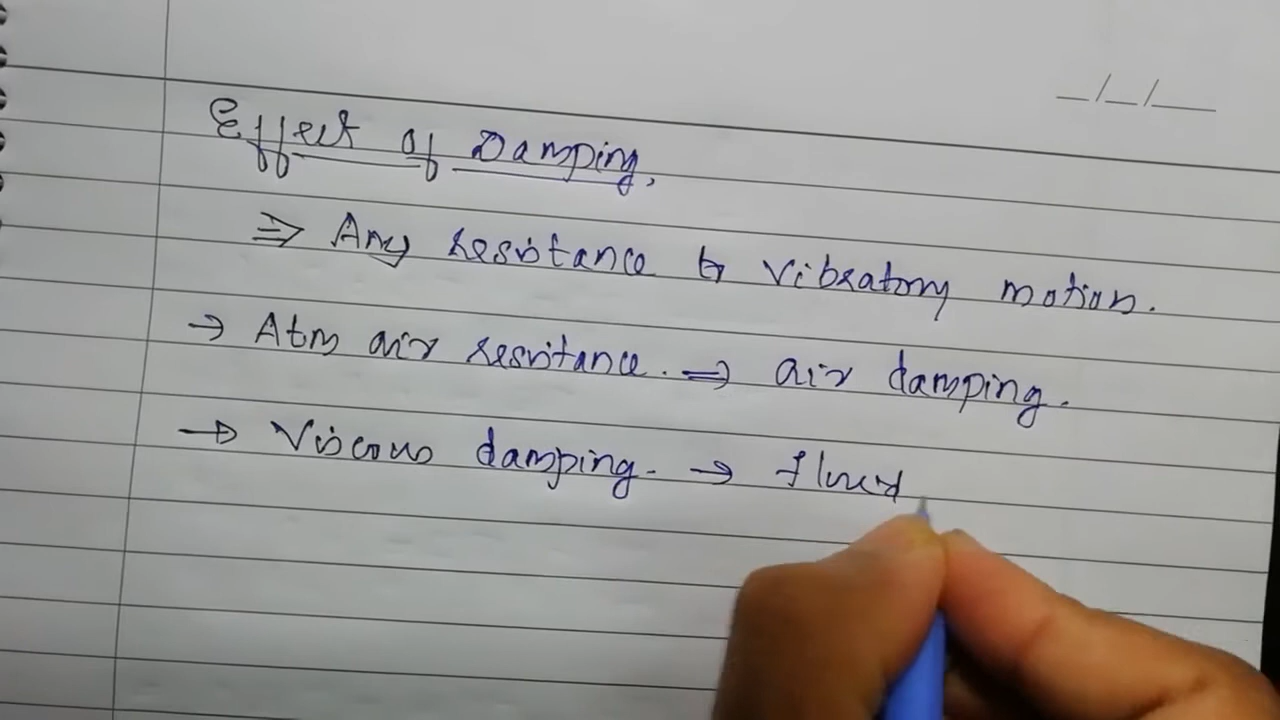 Effect of Damping,
⇒ Any resistance to vibratory motion.
→ Atm air resistance. ⇒ air damping.
→ Viscous damping. → fluid